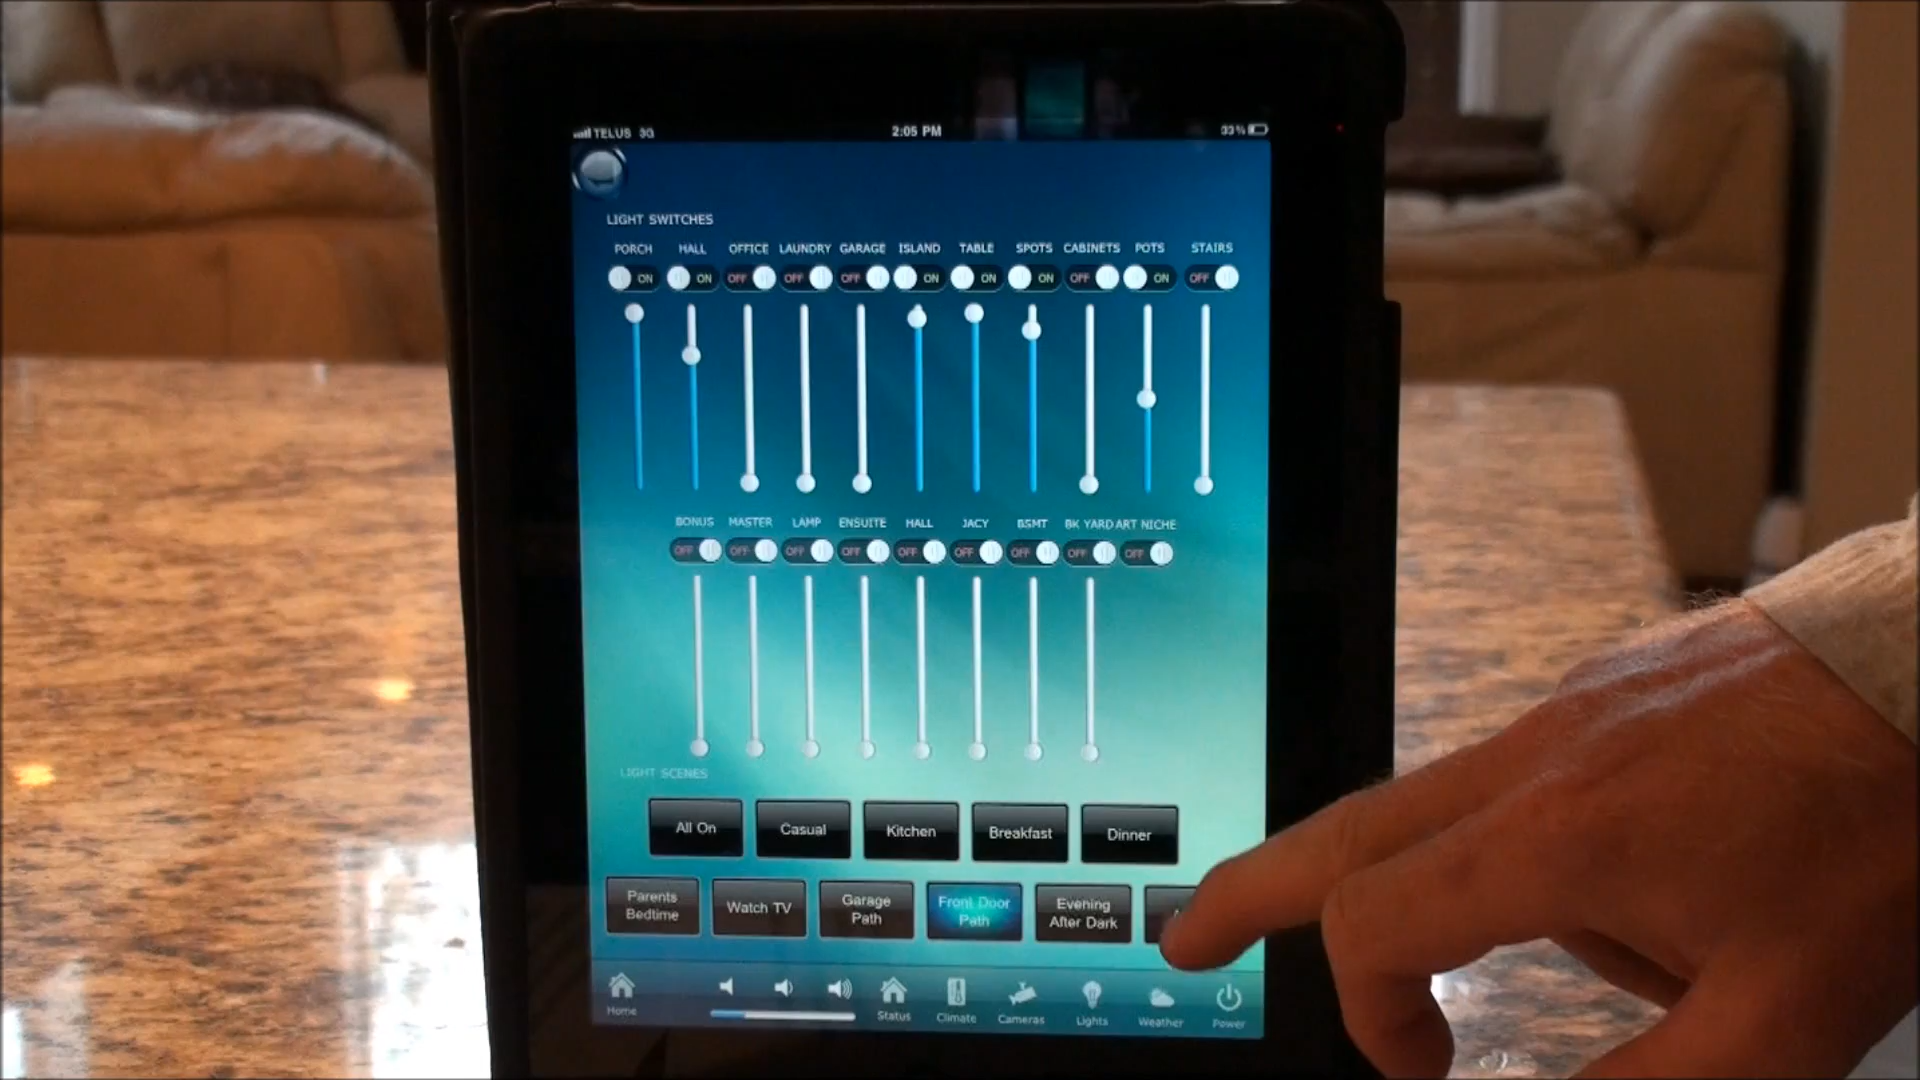 TELUS 3G 2:05 PM 33%
LIGHT SWITCHES
PORCH HALL OFFICE LAUNDRY GARAGE ISLAND TABLE SPOTS CABINETS POTS STAIRS
ON ON OFF OFF OFF ON ON ON OFF ON OFF
BONUS MASTER LAMP ENSUITE HALL JACY BSMT BK YARD ART NICHE
OFF OFF OFF OFF OFF OFF OFF OFF OFF
LIGHT SCENES
All On Casual Kitchen Breakfast Dinner
Parents Bedtime Watch TV Garage Path Front Door Path Evening After Dark
Home Status Climate Cameras Lights Weather Power